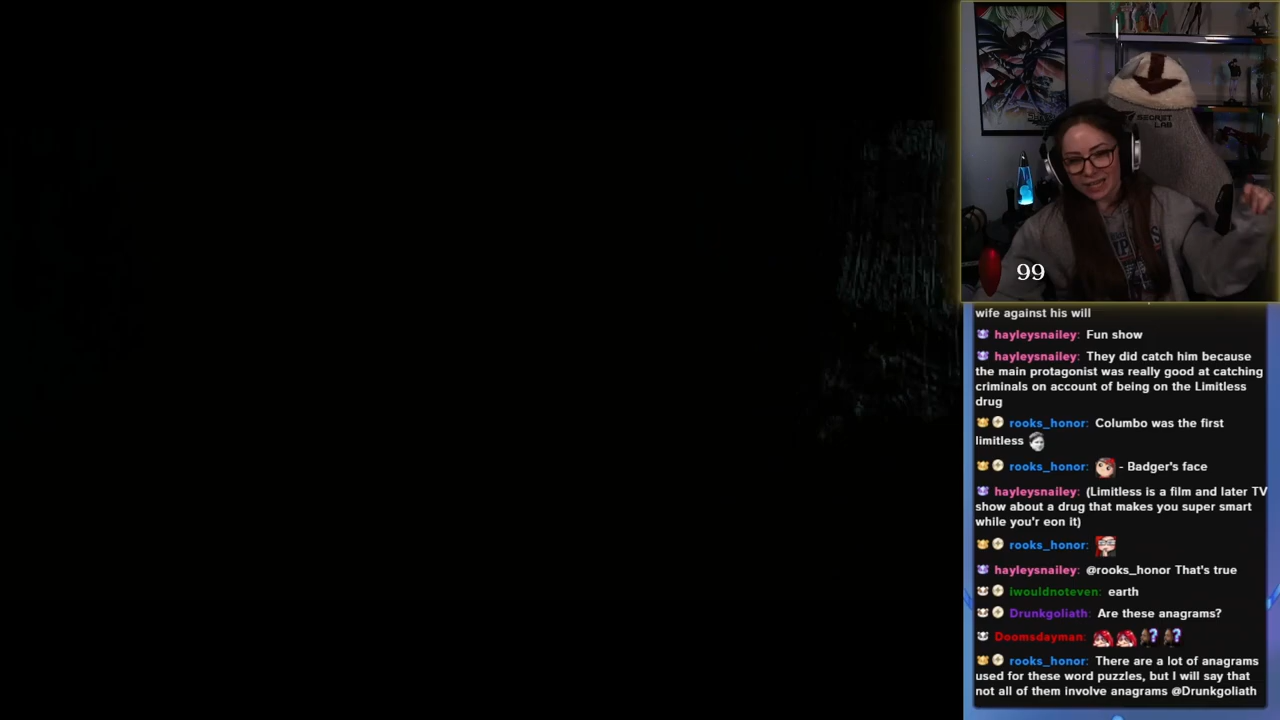 SECRET
LAB
99
wife against his will
hayleysnailey: Fun show
hayleysnailey: They did catch him because
the main protagonist was really good at catching
criminals on account of being on the Limitless
drug
rooks_honor: Columbo was the first
limitless
rooks_honor: - Badger's face
hayleysnailey: (Limitless is a film and later TV
show about a drug that makes you super smart
while you'r eon it)
rooks_honor:
hayleysnailey: @rooks_honor That's true
iwouldnoteven: earth
Drunkgoliath: Are these anagrams?
Doomsdayman:
rooks_honor: There are a lot of anagrams
used for these word puzzles, but I will say that
not all of them involve anagrams @Drunkgoliath